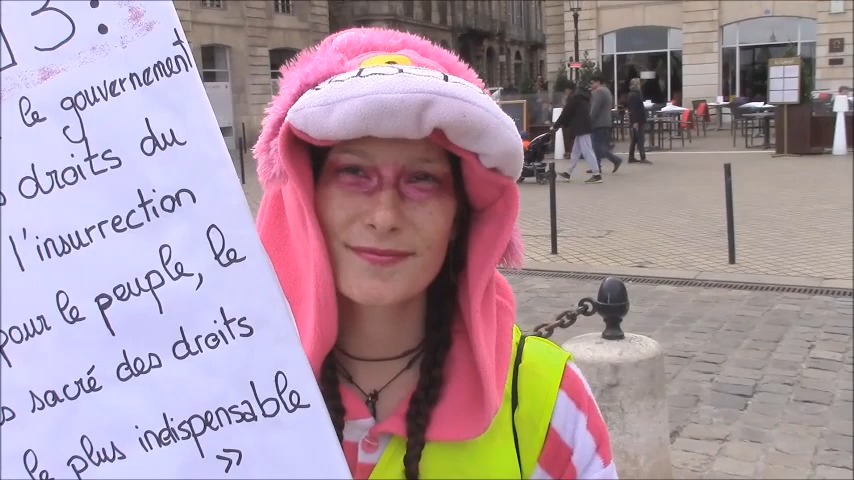 3:
le gouvernement
droits du
l'insurrection
pour le peuple, le
sacré des droits
le plus indispensable
»